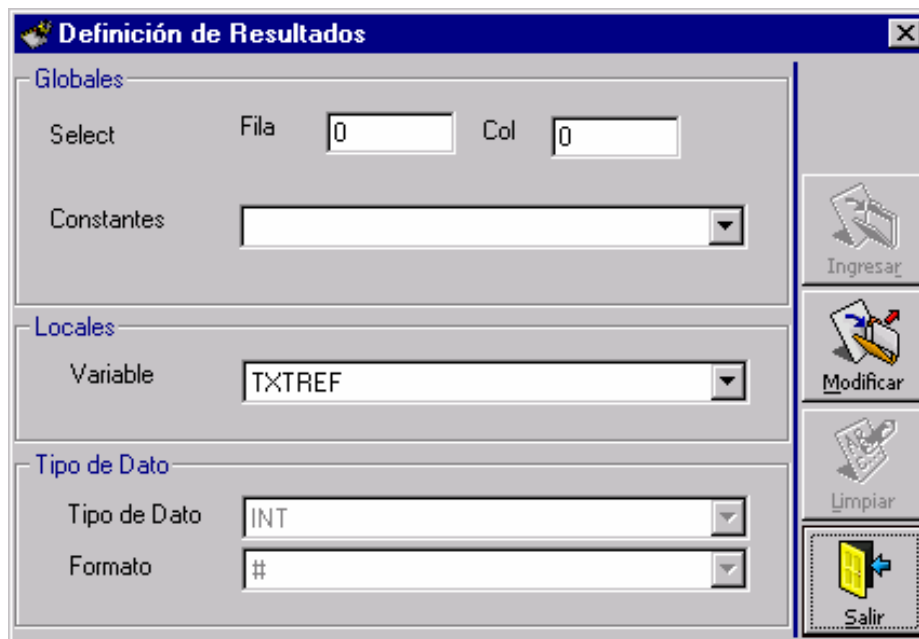 Definición de Resultados
Globales
Select Fila 0 Col 0
Constantes
Ingresar
Locales
Variable TXTREF
Modificar
Tipo de Dato
Tipo de Dato INT
Limpiar
Formato #
Salir